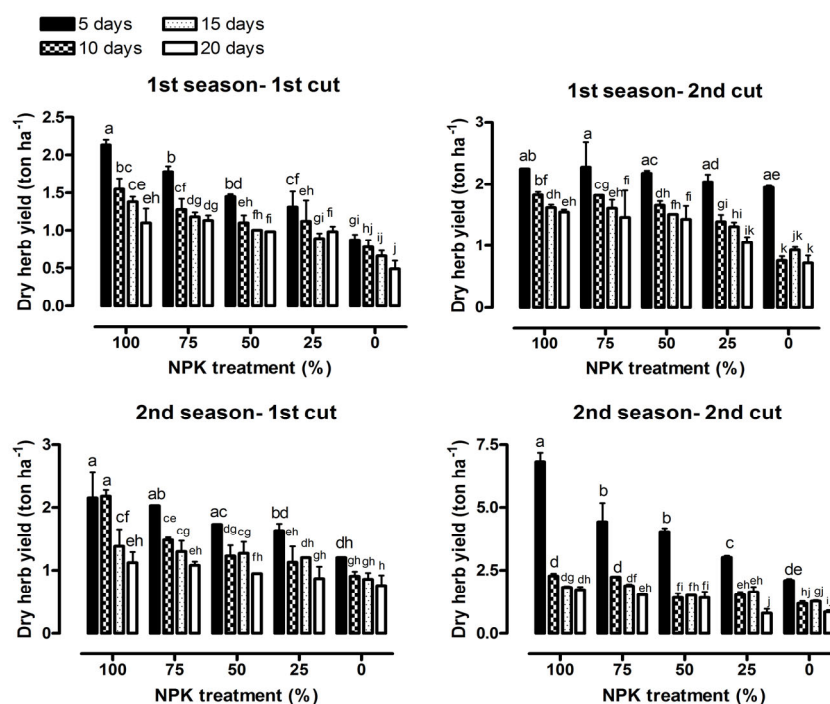 5 days 15 days
10 days 20 days
1st season- 1st cut
Dry herb yield (ton ha-1)
2.5
2.0
1.5
1.0
0.5
0.0
a
bc
ce
eh
b
cf
dg
dg
bd
eh
fh
fi
cf
eh
gi
fi
gi
hj
ij
j
100 75 50 25 0
NPK treatment (%)
1st season- 2nd cut
Dry herb yield (ton ha-1)
3
2
1
0
ab
bf
dh
eh
a
cg
eh
fi
ac
dh
fi
fi
ad
gi
hi
ik
ae
k
jk
k
100 75 50 25 0
NPK treatment (%)
2nd season- 1st cut
Dry herb yield (ton ha-1)
3
2
1
0
a
a
cf
eh
ab
ce
cg
eh
ac
dg
cg
fh
bd
eh
dh
gh
dh
gh
gh
h
100 75 50 25 0
NPK treatment (%)
2nd season- 2nd cut
Dry herb yield (ton ha-1)
7.5
5.0
2.5
0.0
a
d
dg
dh
b
d
df
eh
b
fi
fh
fi
c
eh
eh
j
de
hj
gj
100 75 50 25 0
NPK treatment (%)